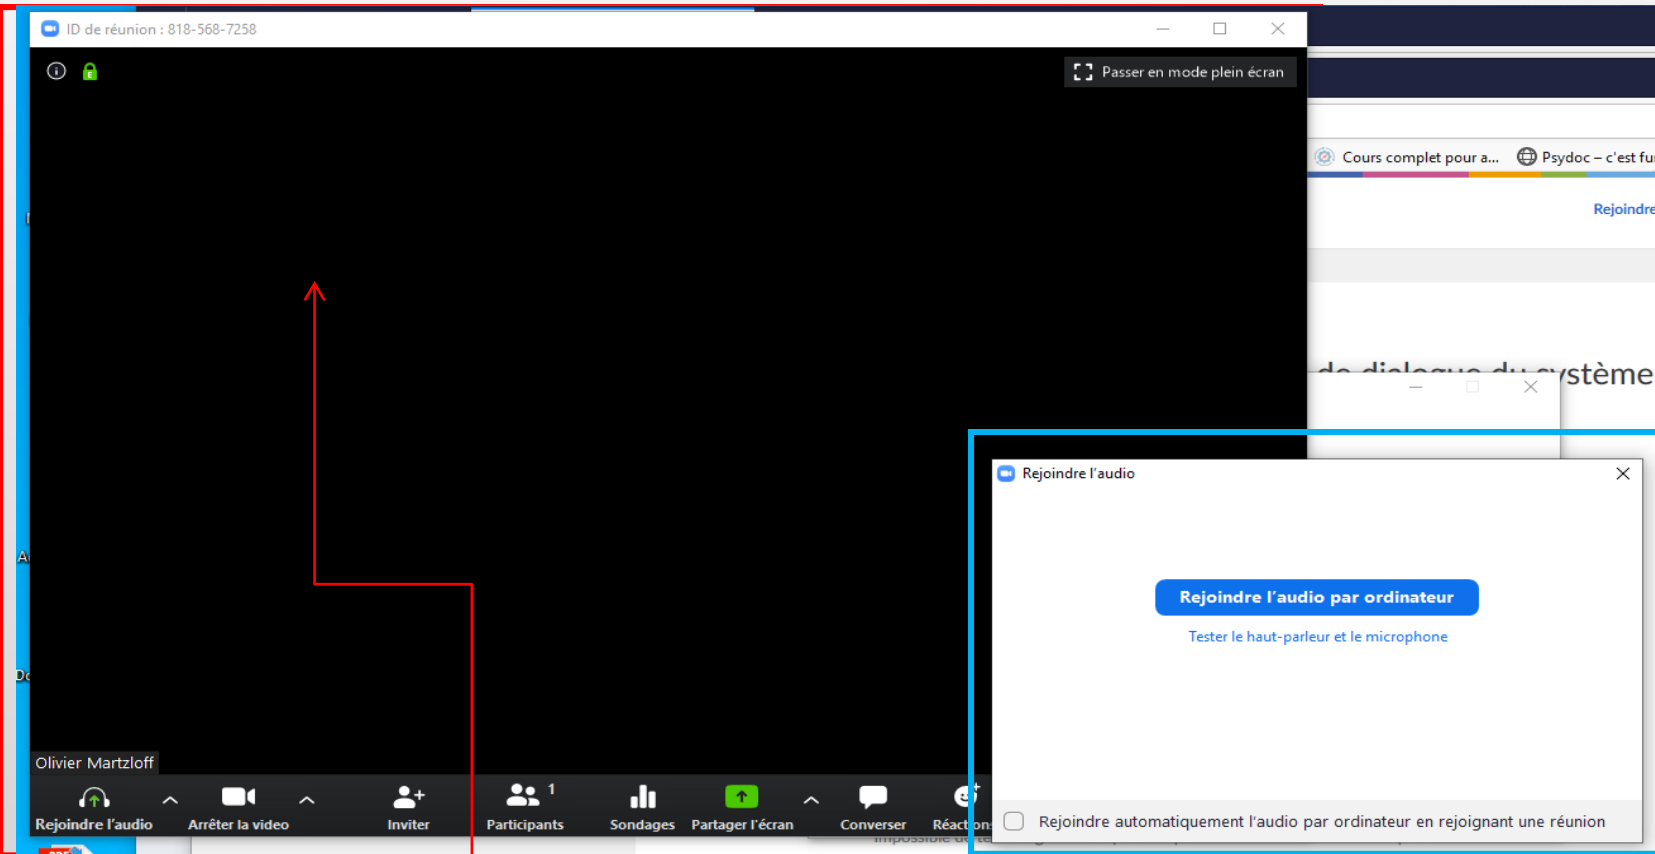 ID de réunion : 818-568-7258
Passer en mode plein écran
Cours complet pour a...
Psydoc – c'est fu
Rejoindre
de dialogue du système
Rejoindre l'audio
Rejoindre l'audio par ordinateur
Tester le haut-parleur et le microphone
Olivier Martzloff
1
Rejoindre l'audio
Arrêter la video
Inviter
Participants
Sondages
Partager l'écran
Converser
Réactions
Rejoindre automatiquement l'audio par ordinateur en rejoignant une réunion